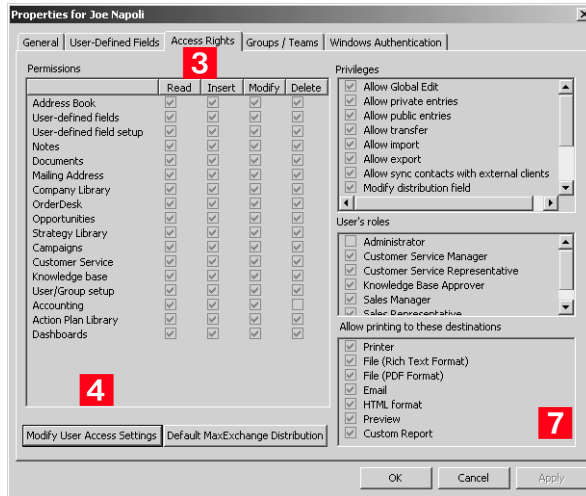 Properties for Joe Napoli
General User-Defined Fields Access Rights Groups / Teams Windows Authentication
3
Permissions
Read Insert Modify Delete
Address Book
User-defined fields
User-defined field setup
Notes
Documents
Mailing Address
Company Library
OrderDesk
Opportunities
Strategy Library
Campaigns
Customer Service
Knowledge base
User/Group setup
Accounting
Action Plan Library
Dashboards
4
Modify User Access Settings Default MaxExchange Distribution
Privileges
Allow Global Edit
Allow private entries
Allow public entries
Allow transfer
Allow import
Allow export
Allow sync contacts with external clients
Modify distribution field
User's roles
Administrator
Customer Service Manager
Customer Service Representative
Knowledge Base Approver
Sales Manager
Sales Representative
Allow printing to these destinations
Printer
File (Rich Text Format)
File (PDF Format)
Email
HTML format
Preview
Custom Report
7
OK Cancel Apply